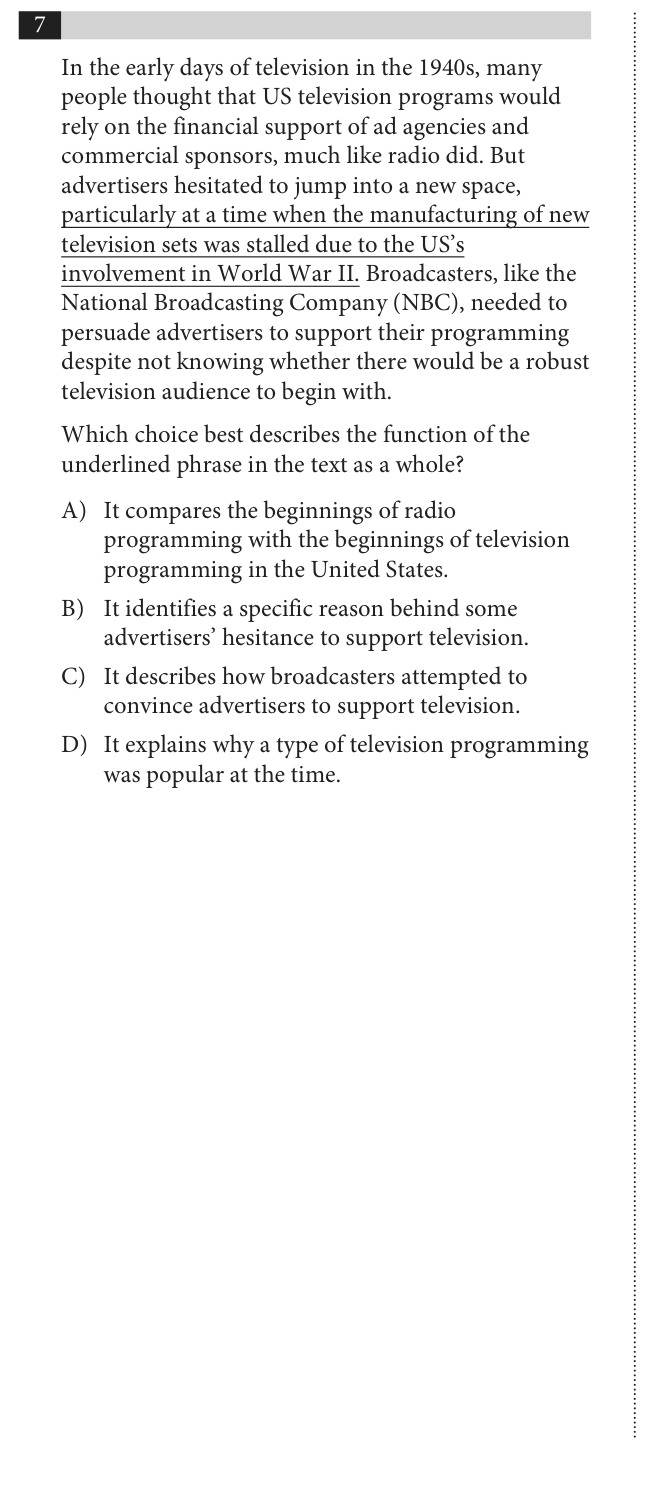 7
In the early days of television in the 1940s, many
people thought that US television programs would
rely on the financial support of ad agencies and
commercial sponsors, much like radio did. But
advertisers hesitated to jump into a new space,
particularly at a time when the manufacturing of new
television sets was stalled due to the US’s
involvement in World War II. Broadcasters, like the
National Broadcasting Company (NBC), needed to
persuade advertisers to support their programming
despite not knowing whether there would be a robust
television audience to begin with.
Which choice best describes the function of the
underlined phrase in the text as a whole?
A) It compares the beginnings of radio
programming with the beginnings of television
programming in the United States.
B) It identifies a specific reason behind some
advertisers’ hesitance to support television.
C) It describes how broadcasters attempted to
convince advertisers to support television.
D) It explains why a type of television programming
was popular at the time.